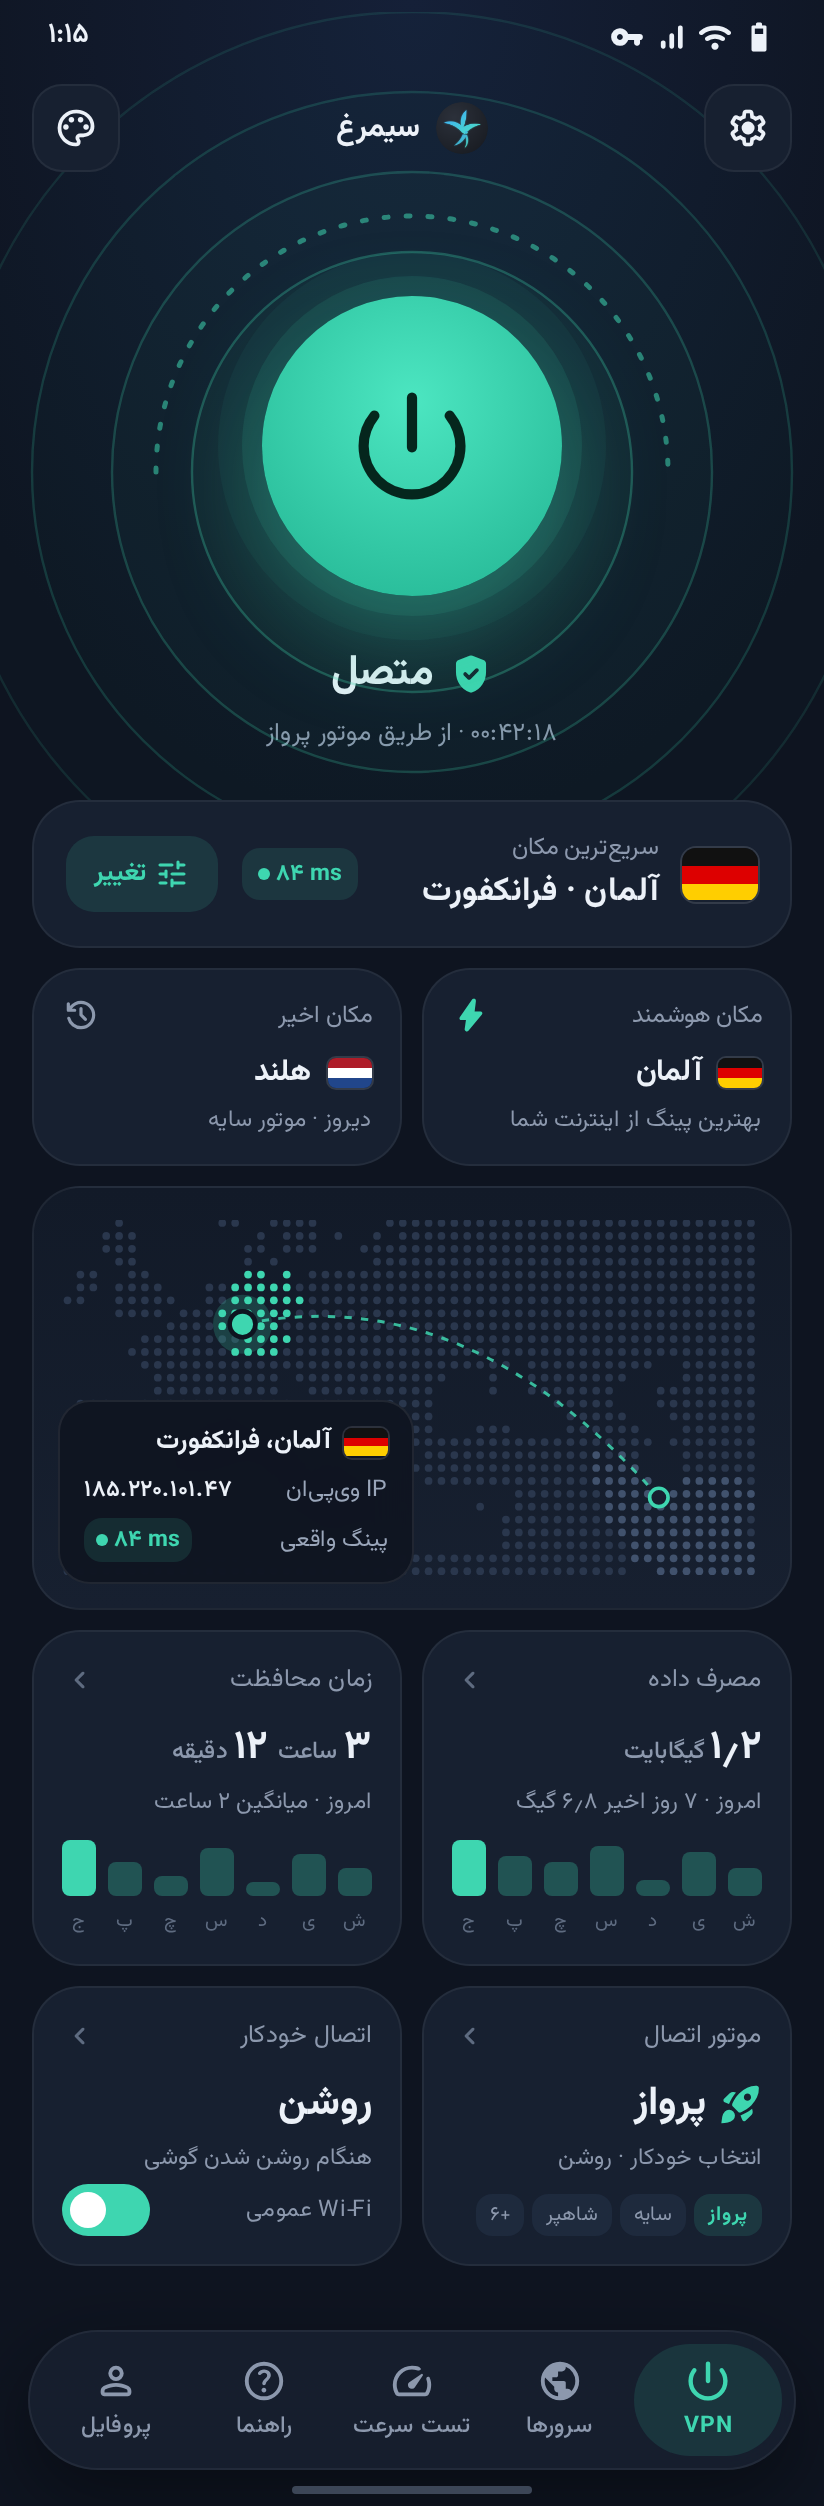 ۱:۱۵
سیمرغ
متصل
۰۰:۴۲:۱۸ · از طریق موتور پرواز
سریع‌ترین مکان
آلمان · فرانکفورت
۸۴ ms
تغییر
مکان هوشمند
آلمان
بهترین پینگ از اینترنت شما
مکان اخیر
هلند
دیروز · موتور سایه
آلمان، فرانکفورت
IP وی‌پی‌ان
۱۸۵.۲۲۰.۱۰۱.۴۷
پینگ واقعی
۸۴ ms
مصرف داده
۱٫۲ گیگابایت
امروز · ۷ روز اخیر ۶٫۸ گیگ
ش ی د س چ پ ج
زمان محافظت
۳ ساعت ۱۲ دقیقه
امروز · میانگین ۲ ساعت
ش ی د س چ پ ج
موتور اتصال
پرواز
انتخاب خودکار · روشن
پرواز سایه شاهپر +۶
اتصال خودکار
روشن
هنگام روشن شدن گوشی
Wi-Fi عمومی
VPN
سرورها
تست سرعت
راهنما
پروفایل